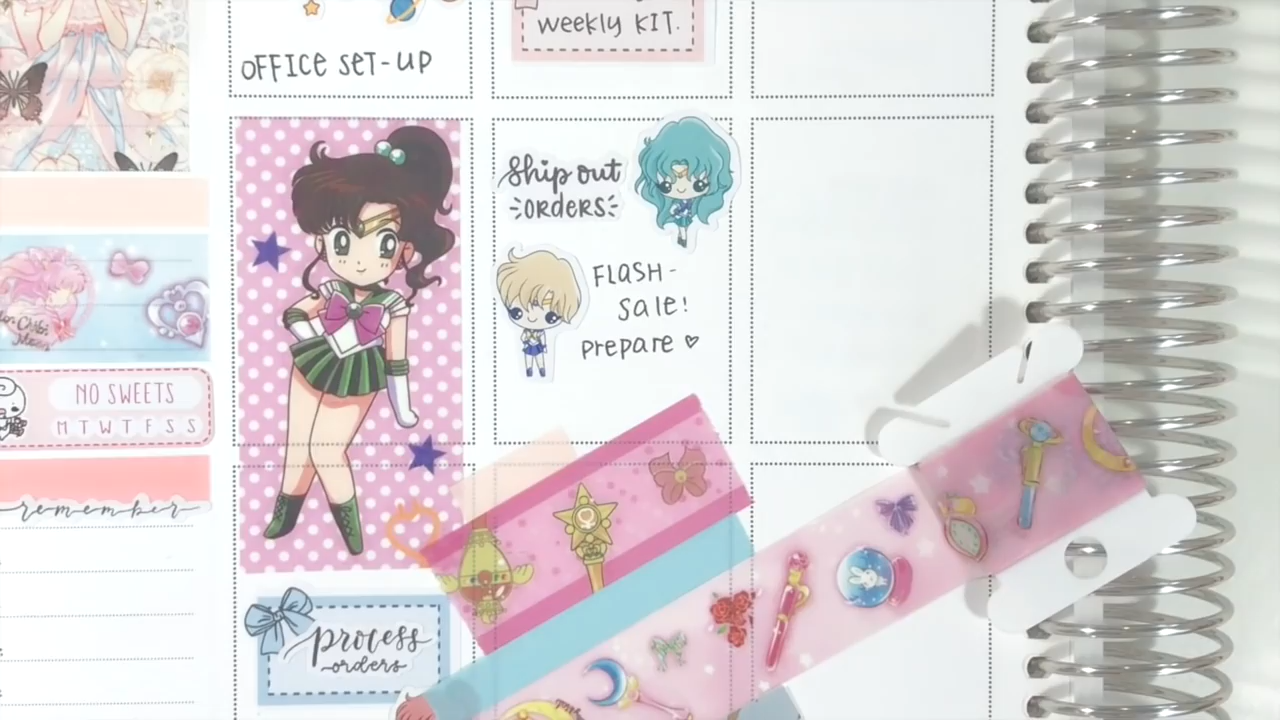 weekly KIT.
OFFICE SET-UP
Ship out
ORDERS
FLASH-
SALE!
prepare
NO SWEETS
M T W T F S S
remember
process
orders